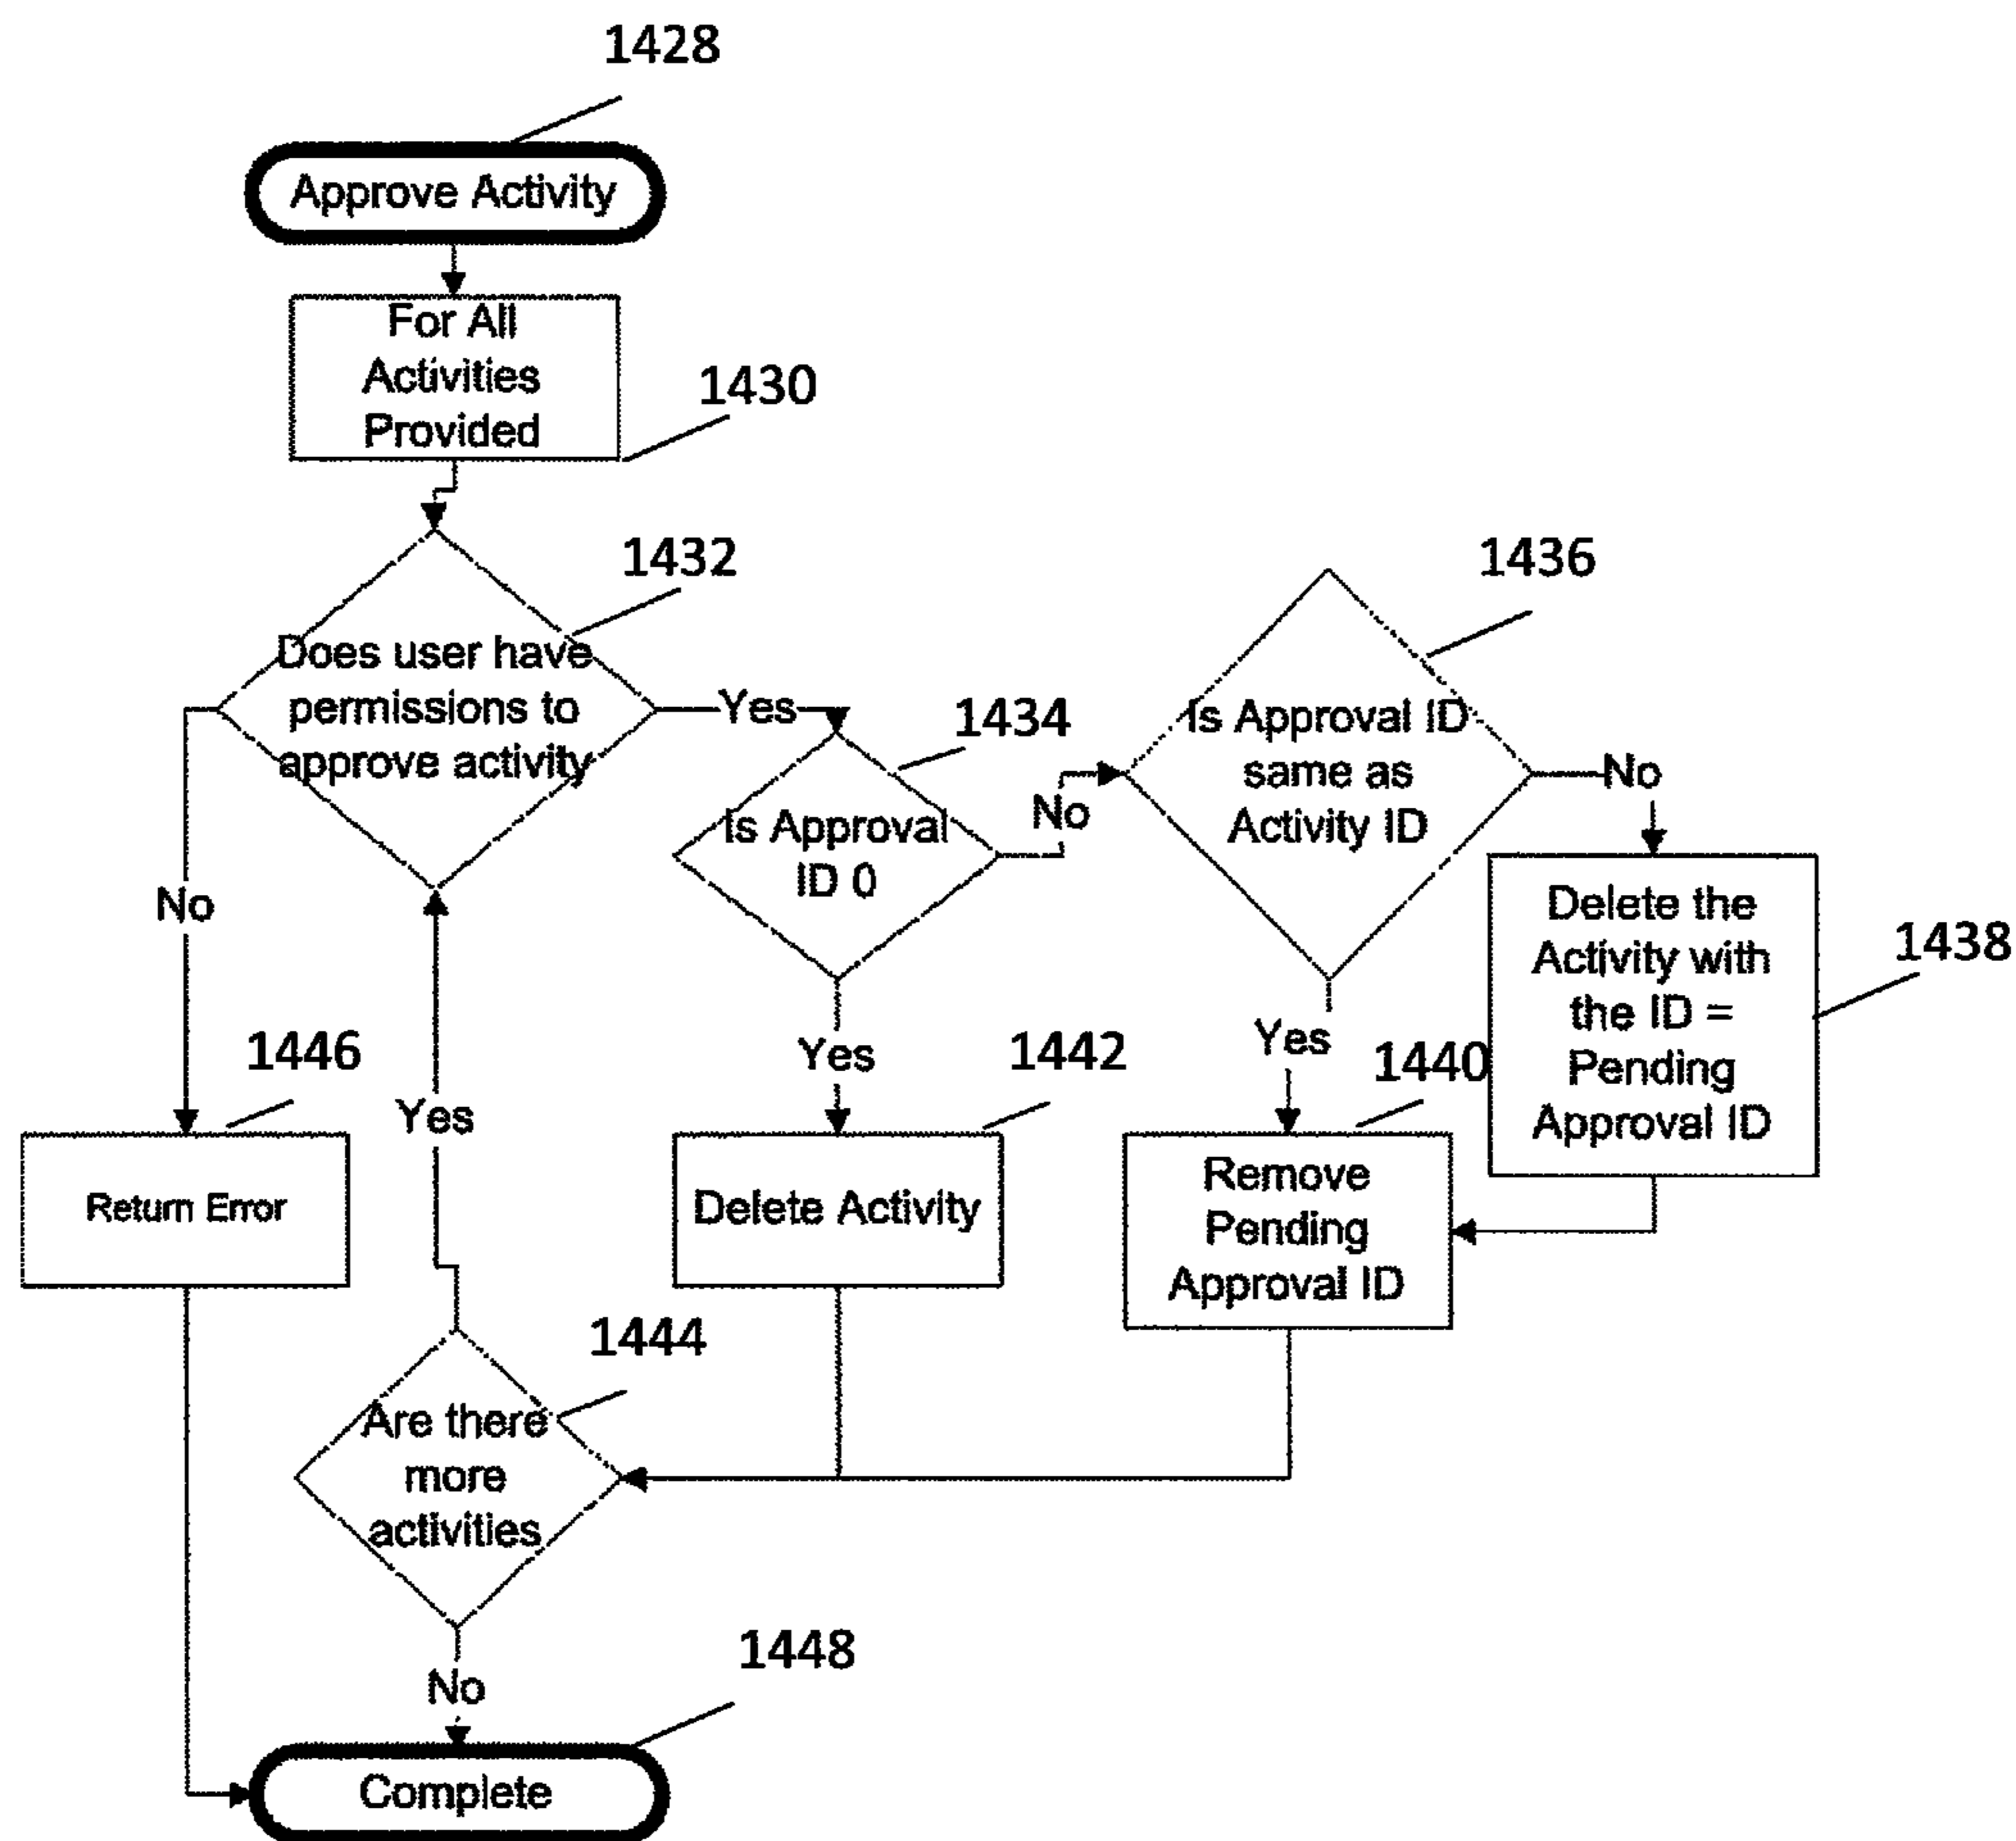 1428
Approve Activity
For All
Activities
Provided
1430
1432
Does user have
permissions to
approve activity
Yes
No
1434
Is Approval
ID 0
No
1436
Is Approval ID
same as
Activity ID
No
Yes
Yes
1438
Delete the
Activity with
the ID =
Pending
Approval ID
1440
Remove
Pending
Approval ID
1442
Delete Activity
1446
Return Error
Yes
1444
Are there
more
activities
No
1448
Complete